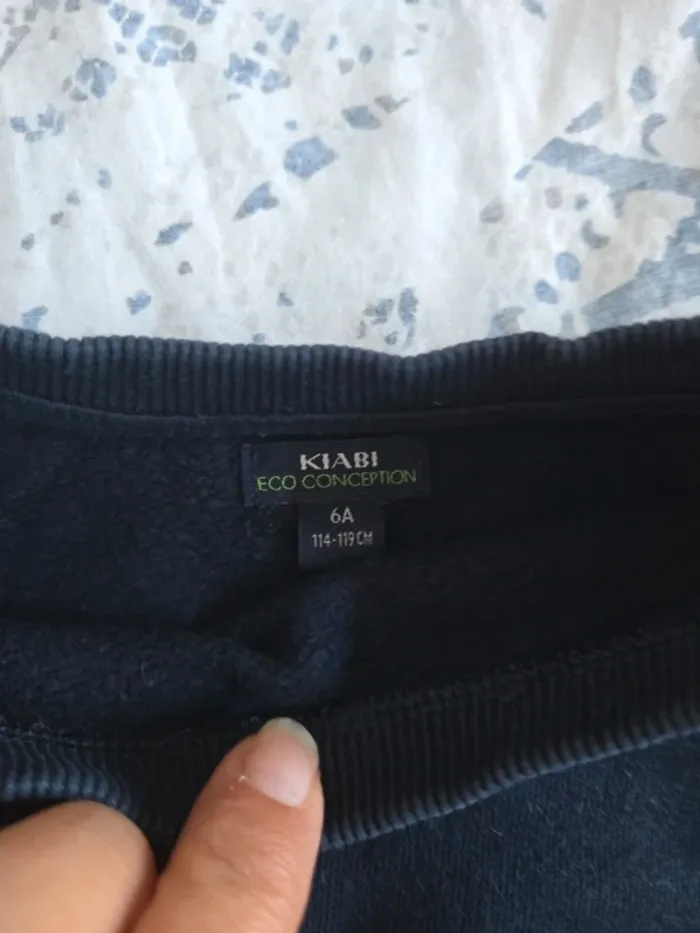 KIABI
ECO CONCEPTION
6A
114-119 CM